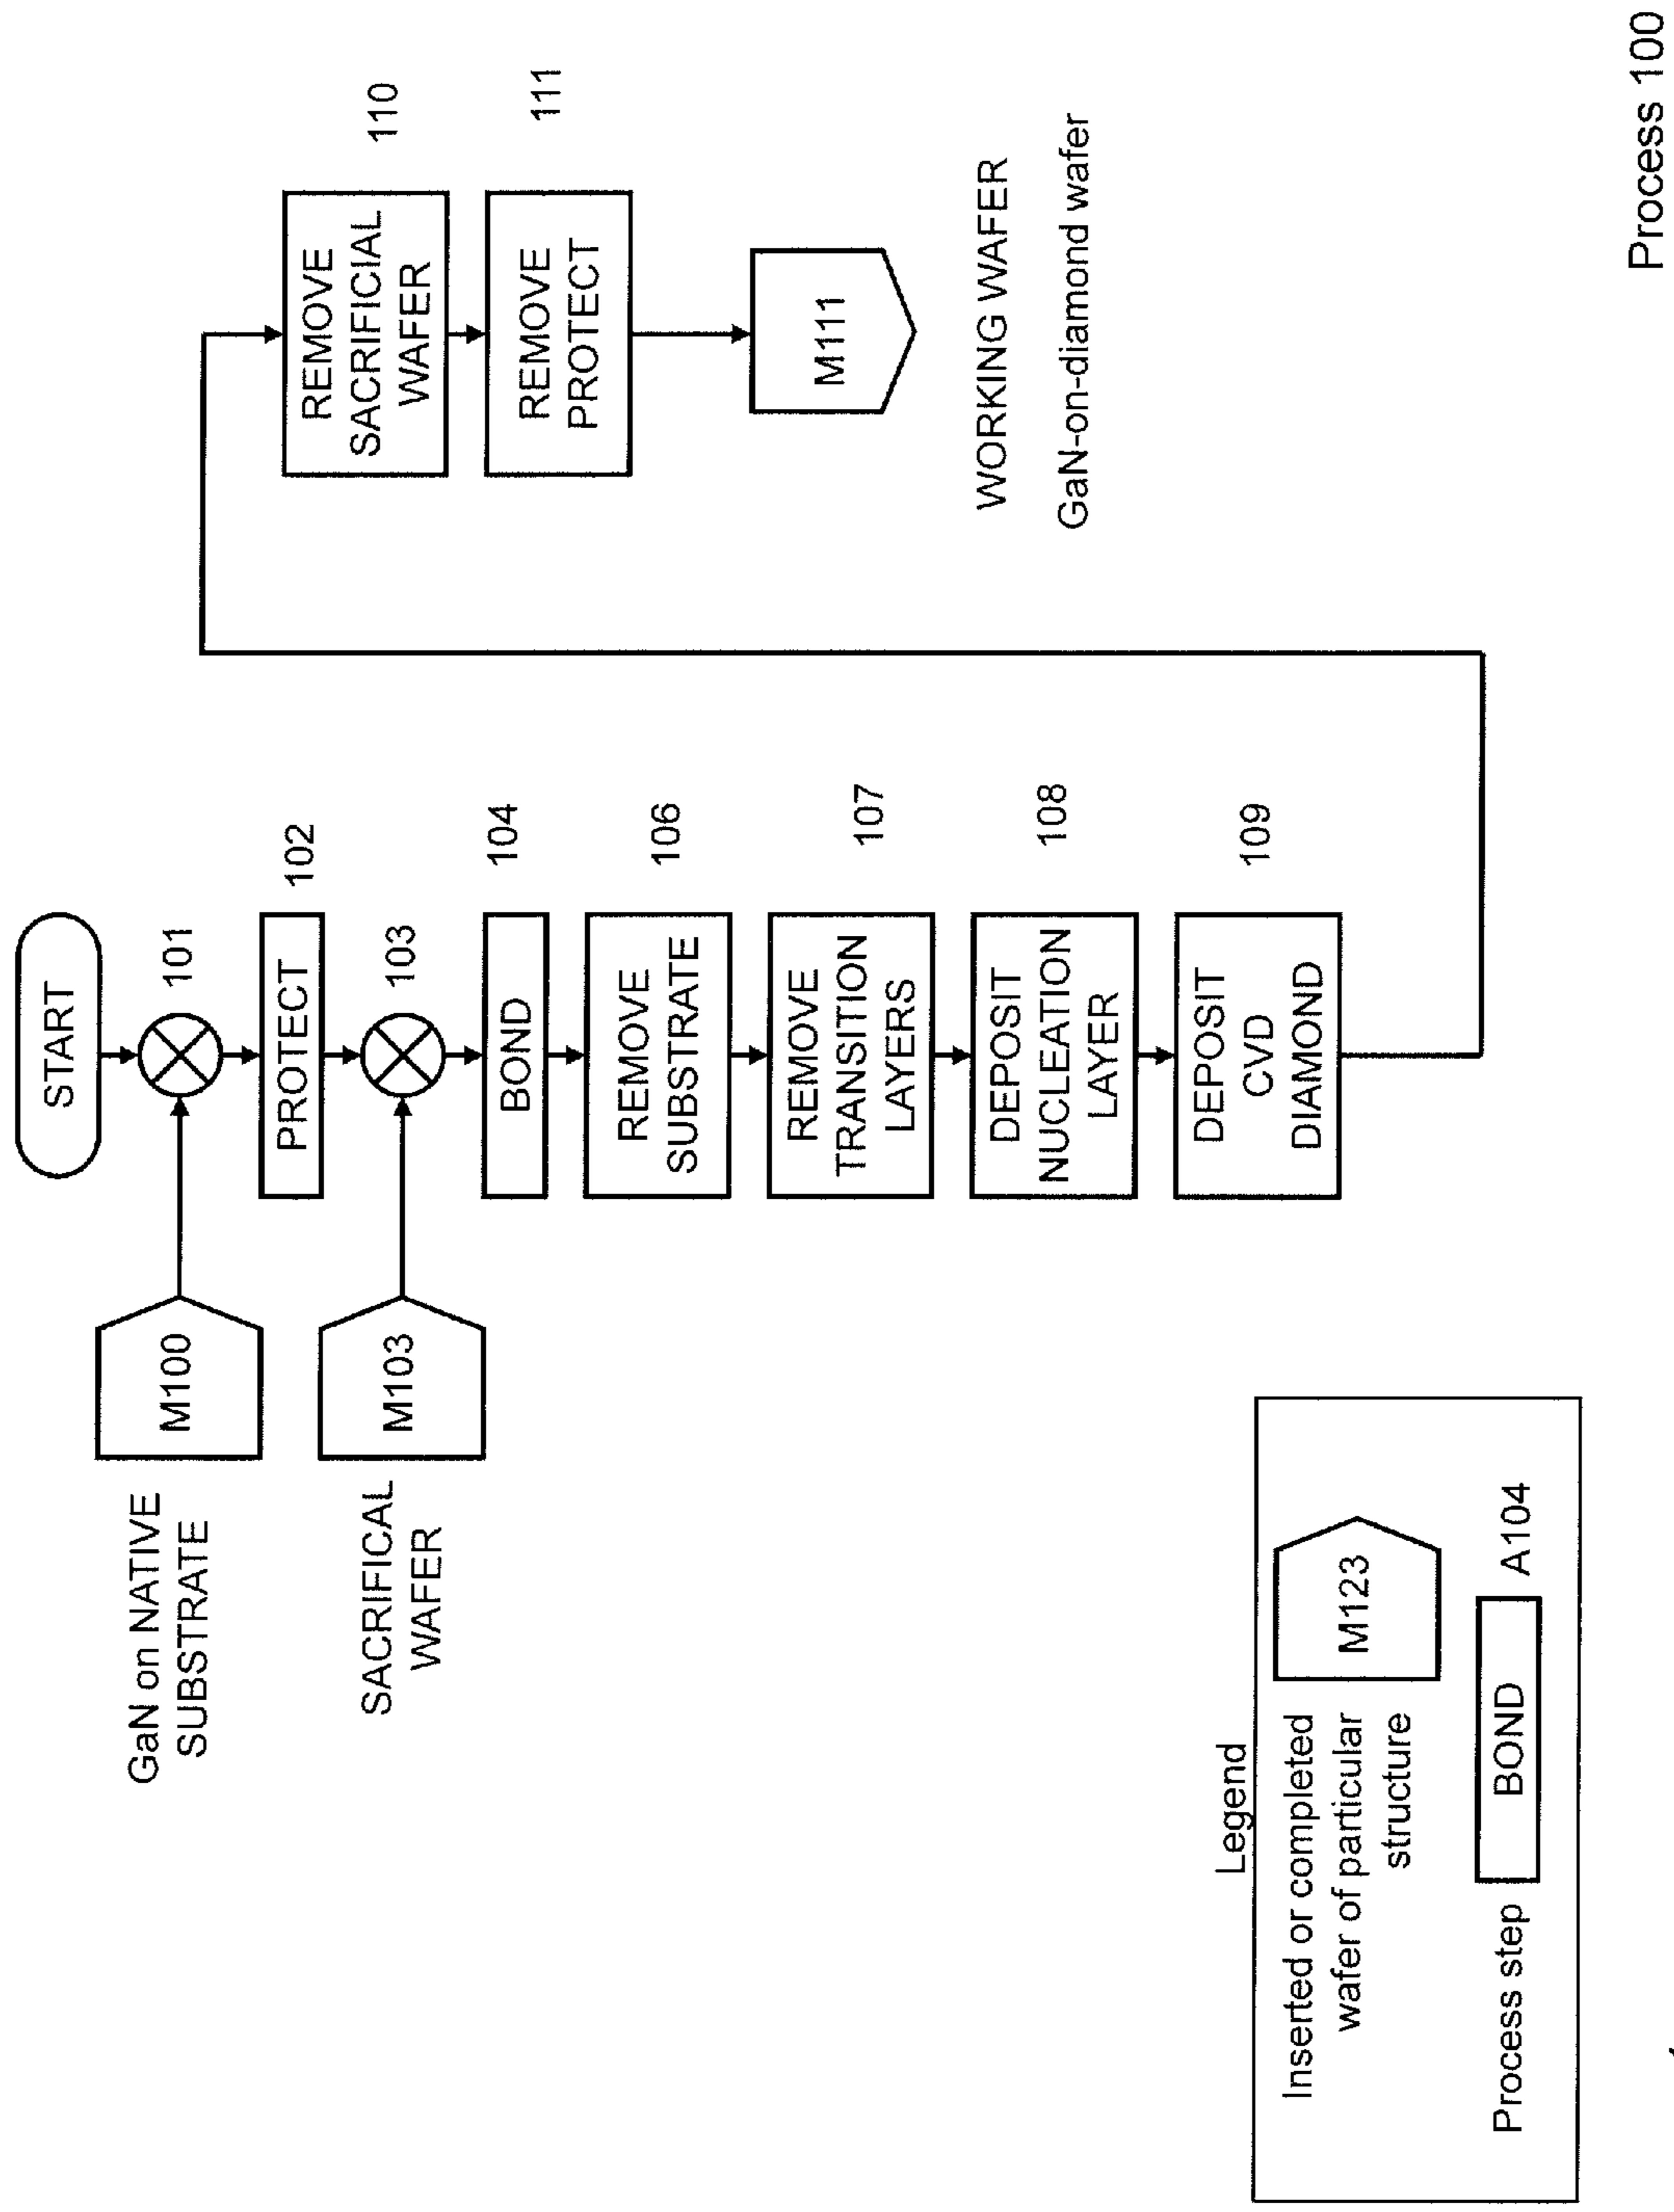 START
101
M100
GaN on NATIVE
SUBSTRATE
PROTECT
102
103
M103
SACRIFICAL
WAFER
BOND
104
REMOVE
SUBSTRATE
106
REMOVE
TRANSITION
LAYERS
107
DEPOSIT
NUCLEATION
LAYER
108
DEPOSIT
CVD
DIAMOND
109
REMOVE
SACRIFICIAL
WAFER
110
REMOVE
PROTECT
111
M111
WORKING WAFER
GaN-on-diamond wafer
Legend
Inserted or completed
wafer of particular
structure
M123
Process step
BOND
A104
Process 100